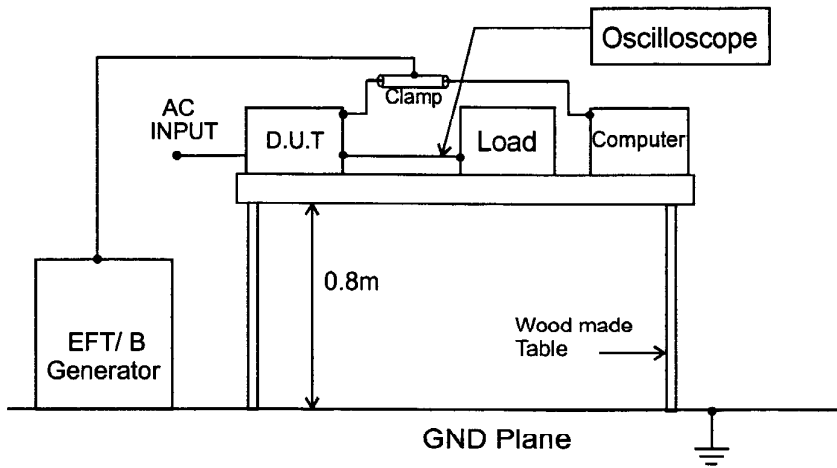 Oscilloscope
Clamp
AC
INPUT
D.U.T
Load
Computer
0.8m
EFT/ B
Generator
Wood made
Table
GND Plane